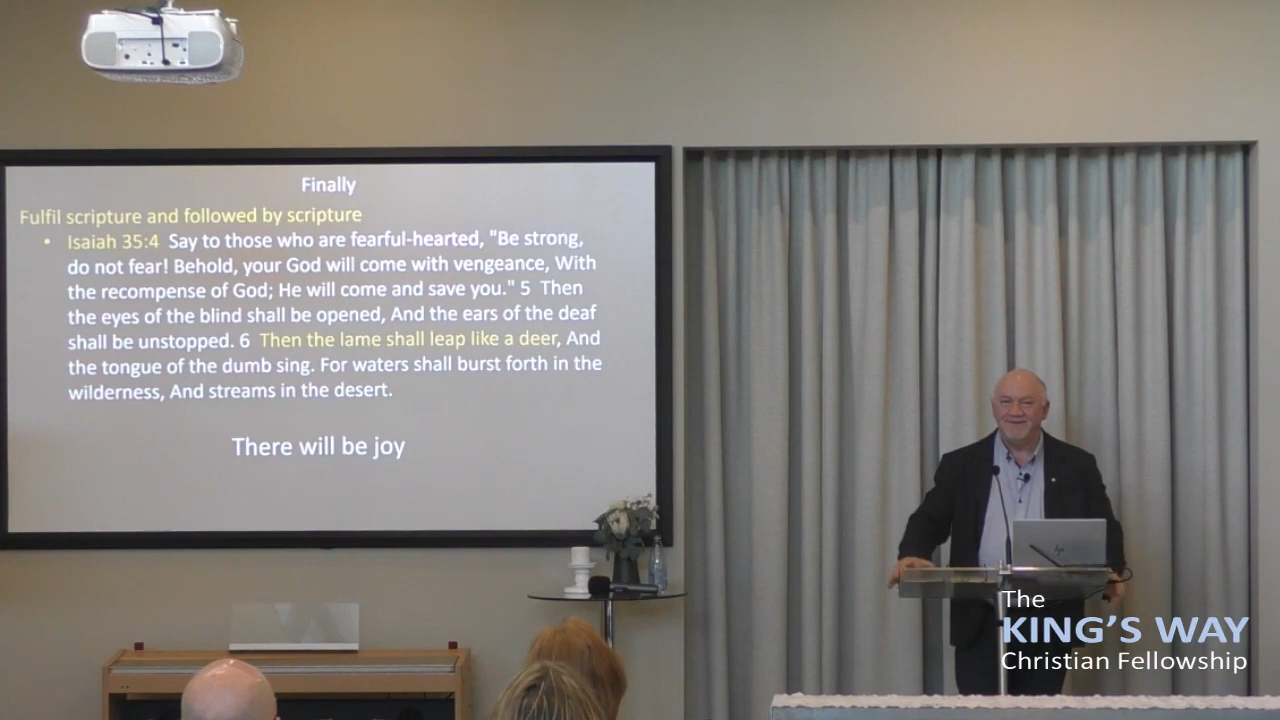 Finally
Fulfil scripture and followed by scripture
• Isaiah 35:4 Say to those who are fearful-hearted, "Be strong,
do not fear! Behold, your God will come with vengeance, With
the recompense of God; He will come and save you." 5 Then
the eyes of the blind shall be opened, And the ears of the deaf
shall be unstopped. 6 Then the lame shall leap like a deer, And
the tongue of the dumb sing. For waters shall burst forth in the
wilderness, And streams in the desert.
There will be joy
hp
The
KING'S WAY
Christian Fellowship